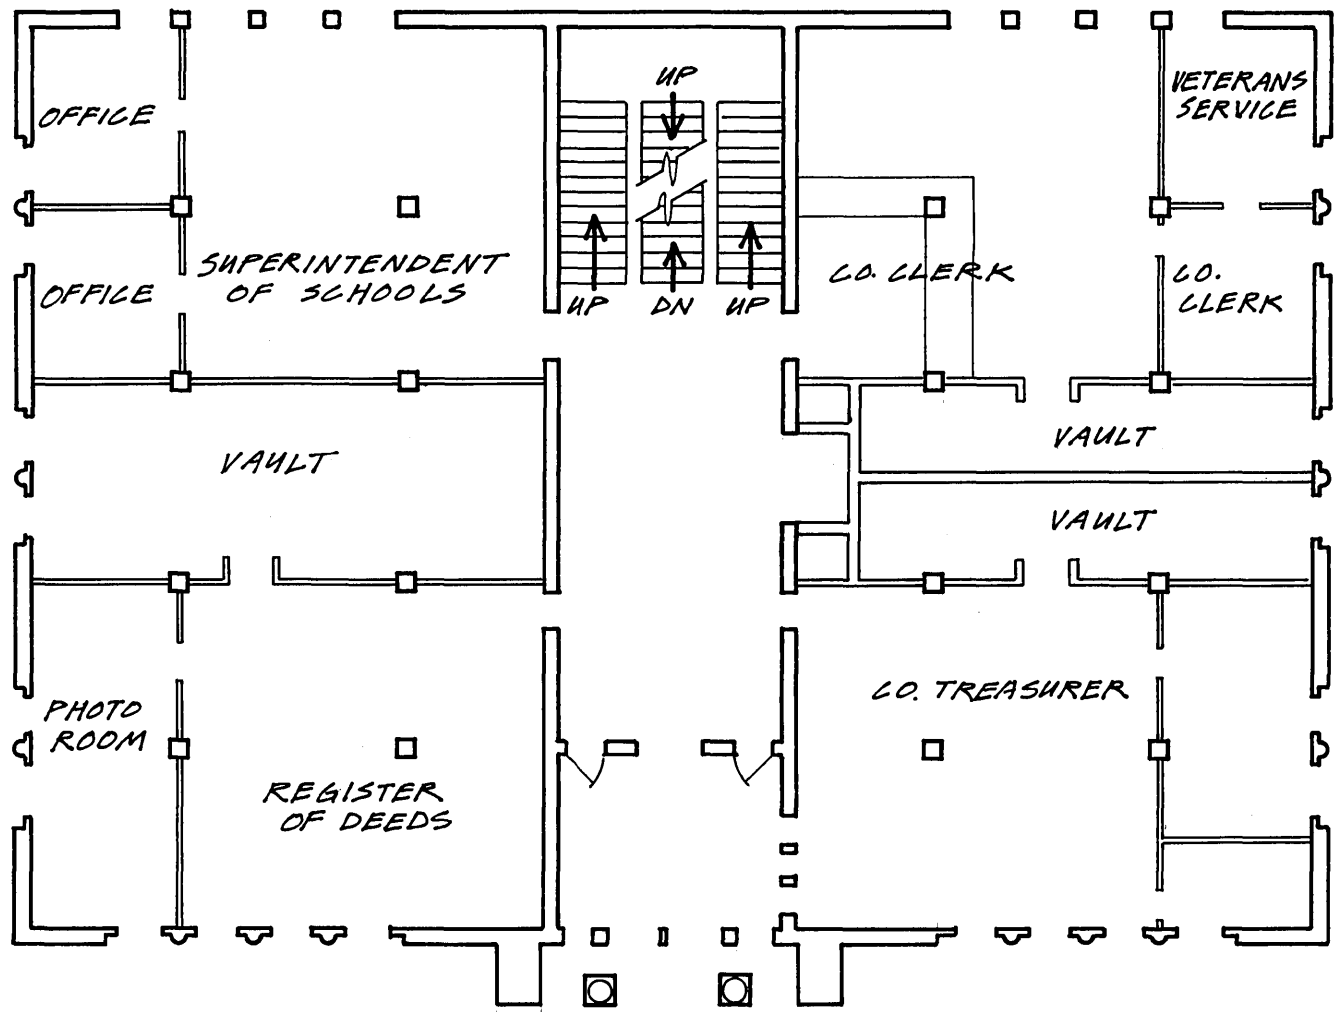 UP
OFFICE
VETERANS
SERVICE
SUPERINTENDENT
OF SCHOOLS
OFFICE
CO. CLERK
CO.
CLERK
UP
DN
UP
VAULT
VAULT
VAULT
PHOTO
ROOM
CO. TREASURER
REGISTER
OF DEEDS